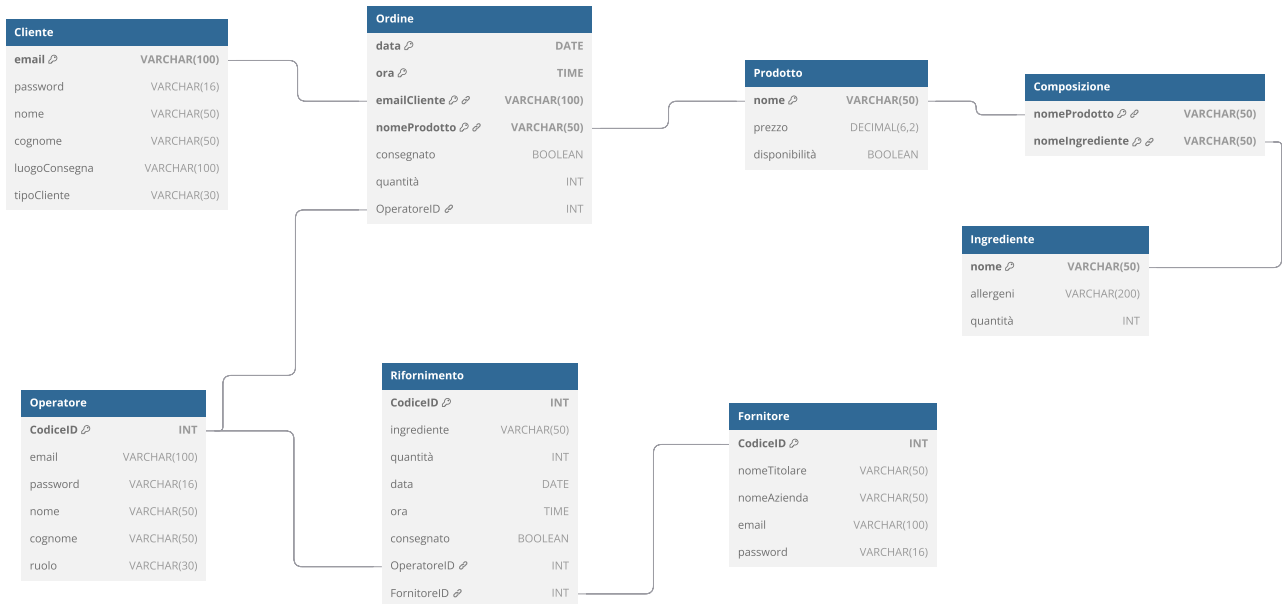 Cliente
email VARCHAR(100)
password VARCHAR(16)
nome VARCHAR(50)
cognome VARCHAR(50)
luogoConsegna VARCHAR(100)
tipoCliente VARCHAR(30)
Ordine
data DATE
ora TIME
emailCliente VARCHAR(100)
nomeProdotto VARCHAR(50)
consegnato BOOLEAN
quantità INT
OperatoreID INT
Prodotto
nome VARCHAR(50)
prezzo DECIMAL(6,2)
disponibilità BOOLEAN
Composizione
nomeProdotto VARCHAR(50)
nomeIngrediente VARCHAR(50)
Ingrediente
nome VARCHAR(50)
allergeni VARCHAR(200)
quantità INT
Operatore
CodiceID INT
email VARCHAR(100)
password VARCHAR(16)
nome VARCHAR(50)
cognome VARCHAR(50)
ruolo VARCHAR(30)
Rifornimento
CodiceID INT
ingrediente VARCHAR(50)
quantità INT
data DATE
ora TIME
consegnato BOOLEAN
OperatoreID INT
FornitoreID INT
Fornitore
CodiceID INT
nomeTitolare VARCHAR(50)
nomeAzienda VARCHAR(50)
email VARCHAR(100)
password VARCHAR(16)